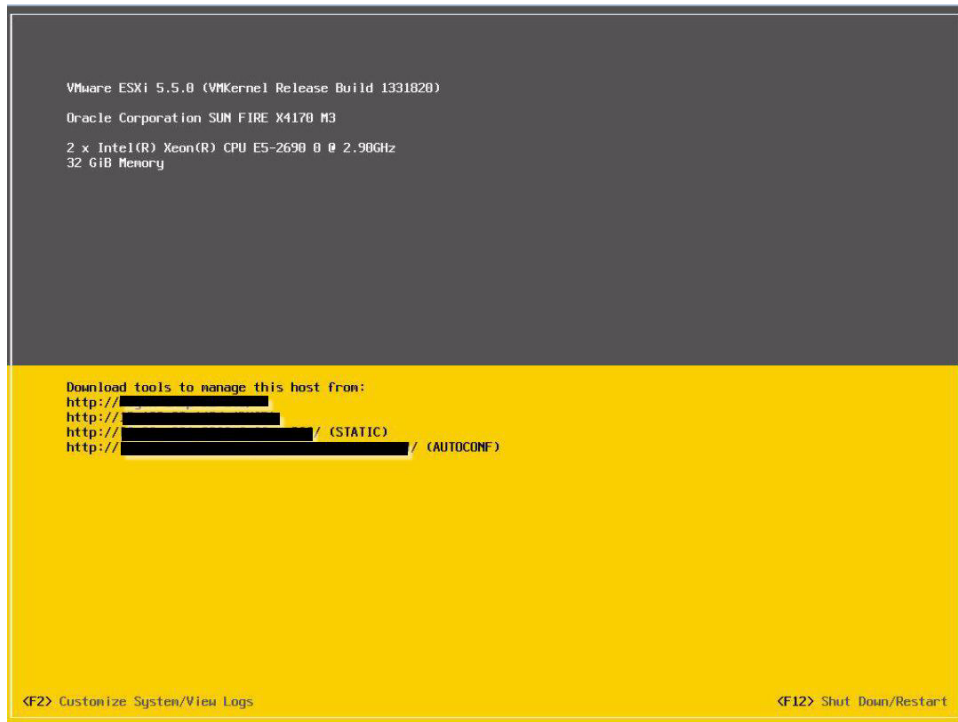 VMware ESXi 5.5.0 (VMKernel Release Build 1331820)
Oracle Corporation SUN FIRE X4170 M3
2 x Intel(R) Xeon(R) CPU E5-2690 0 @ 2.90GHz
32 GiB Memory
Download tools to manage this host from:
http://
http://
http:// / (STATIC)
http:// / (AUTOCONF)
<F2> Customize System/View Logs
<F12> Shut Down/Restart